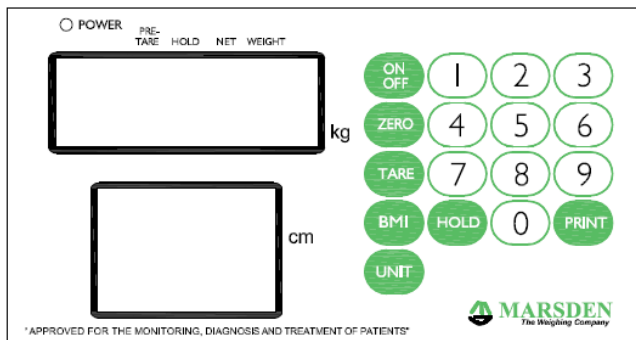 POWER
PRE-
TARE HOLD NET WEIGHT
kg
cm
ON
OFF 1 2 3
ZERO 4 5 6
TARE 7 8 9
BMI HOLD 0 PRINT
UNIT
MARSDEN
The Weighing Company
"APPROVED FOR THE MONITORING, DIAGNOSIS AND TREATMENT OF PATIENTS"